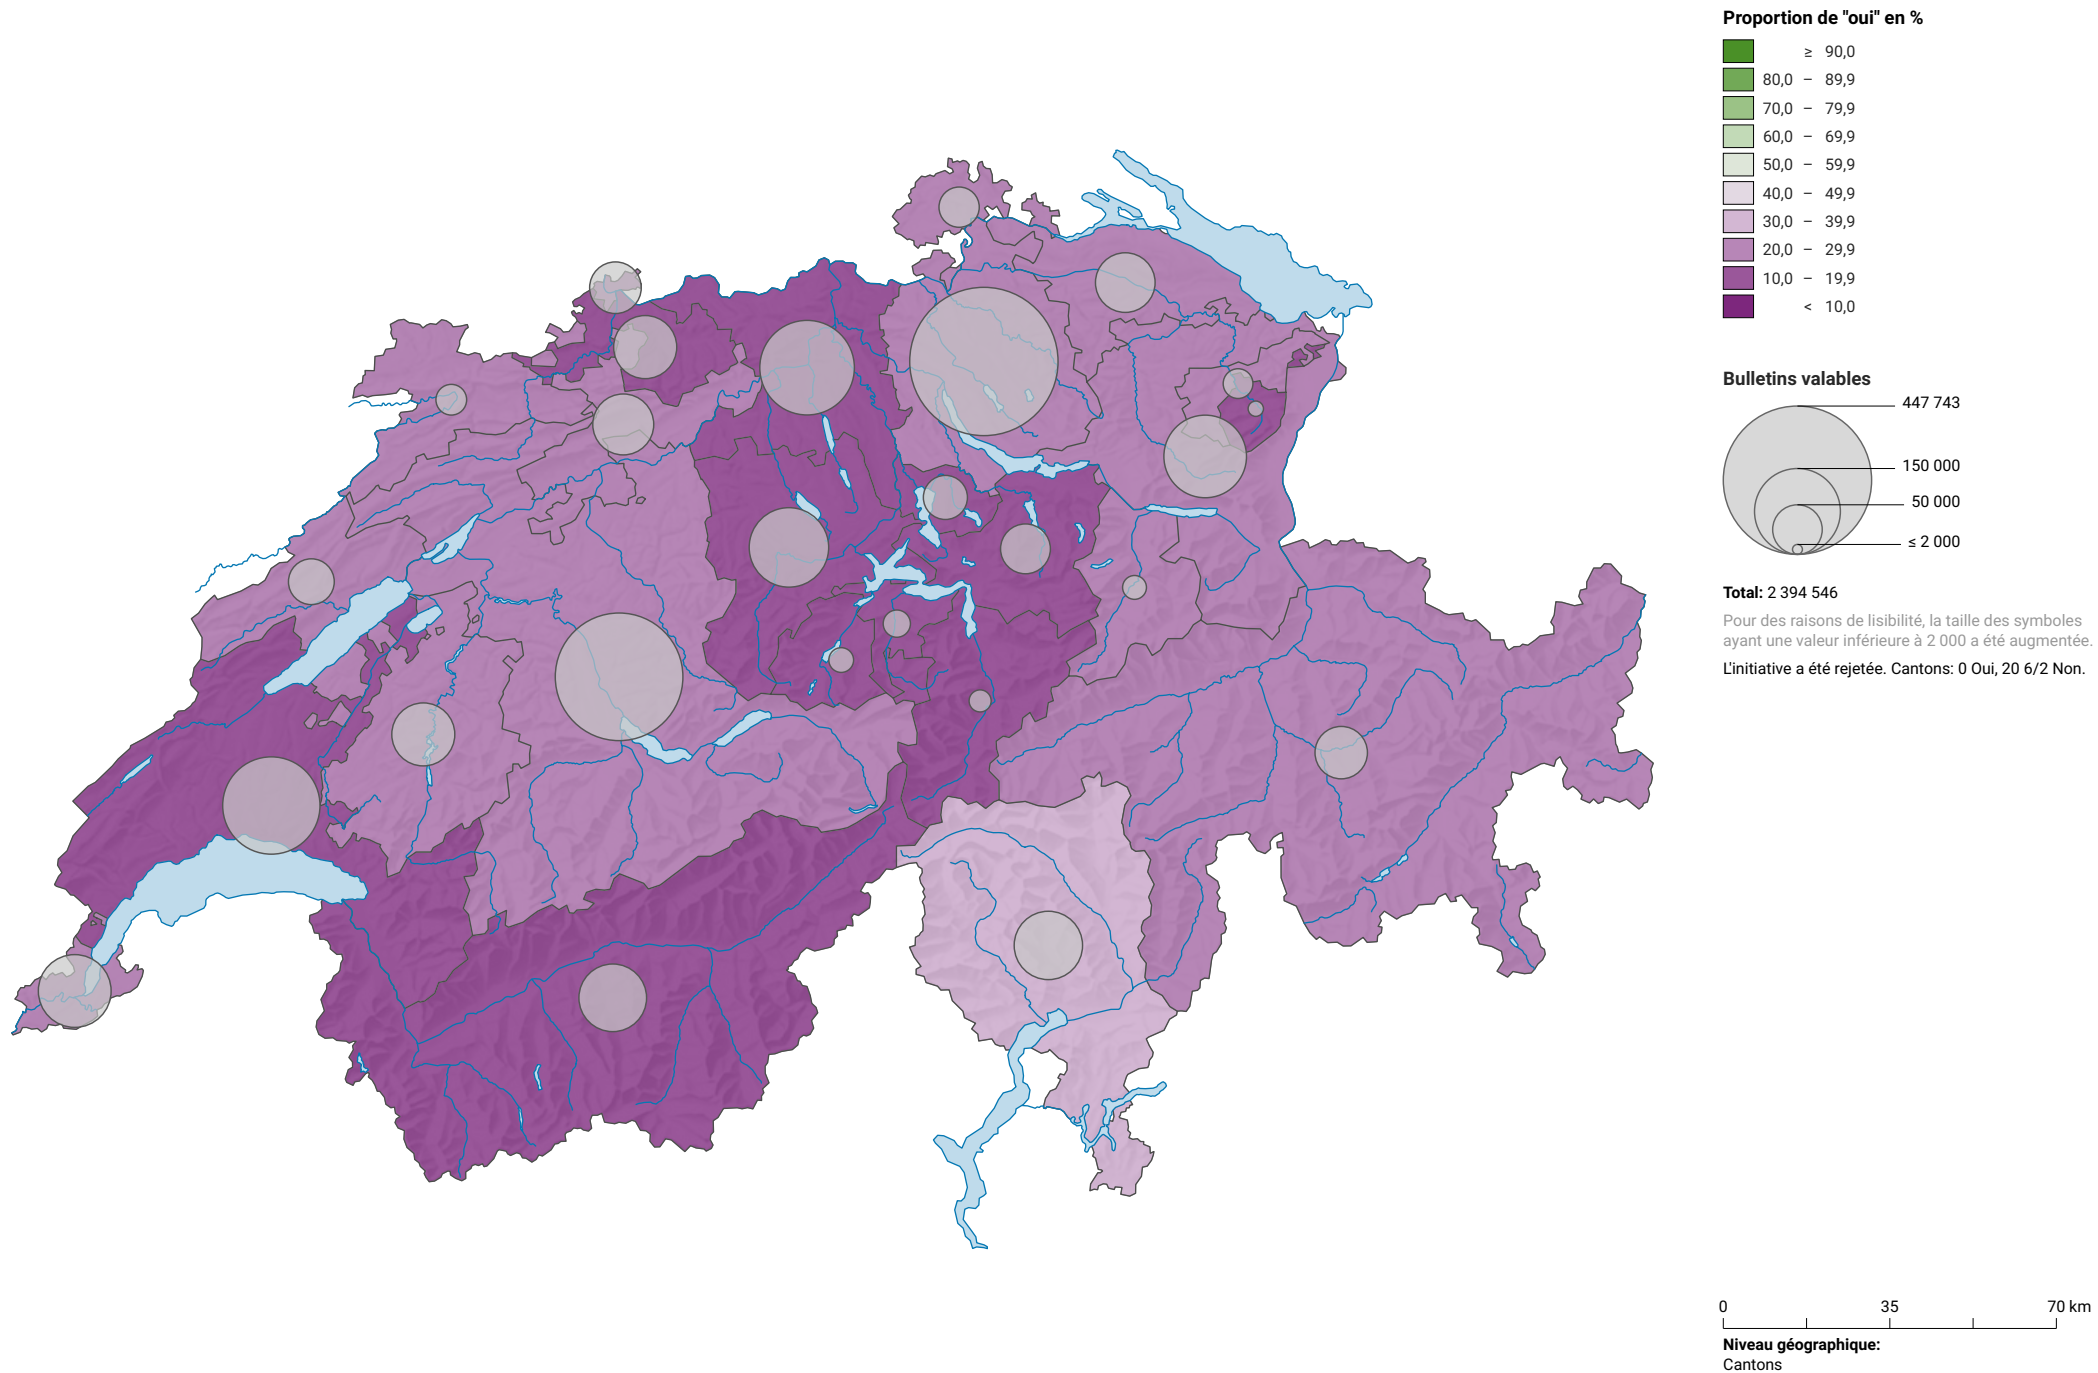 Proportion de "oui" en %
≥ 90,0
80,0 – 89,9
70,0 – 79,9
60,0 – 69,9
50,0 – 59,9
40,0 – 49,9
30,0 – 39,9
20,0 – 29,9
10,0 – 19,9
< 10,0
Bulletins valables
447 743
150 000
50 000
≤ 2 000
Total: 2 394 546
Pour des raisons de lisibilité, la taille des symboles
ayant une valeur inférieure à 2 000 a été augmentée.
L'initiative a été rejetée. Cantons: 0 Oui, 20 6/2 Non.
0 35 70 km
Niveau géographique:
Cantons